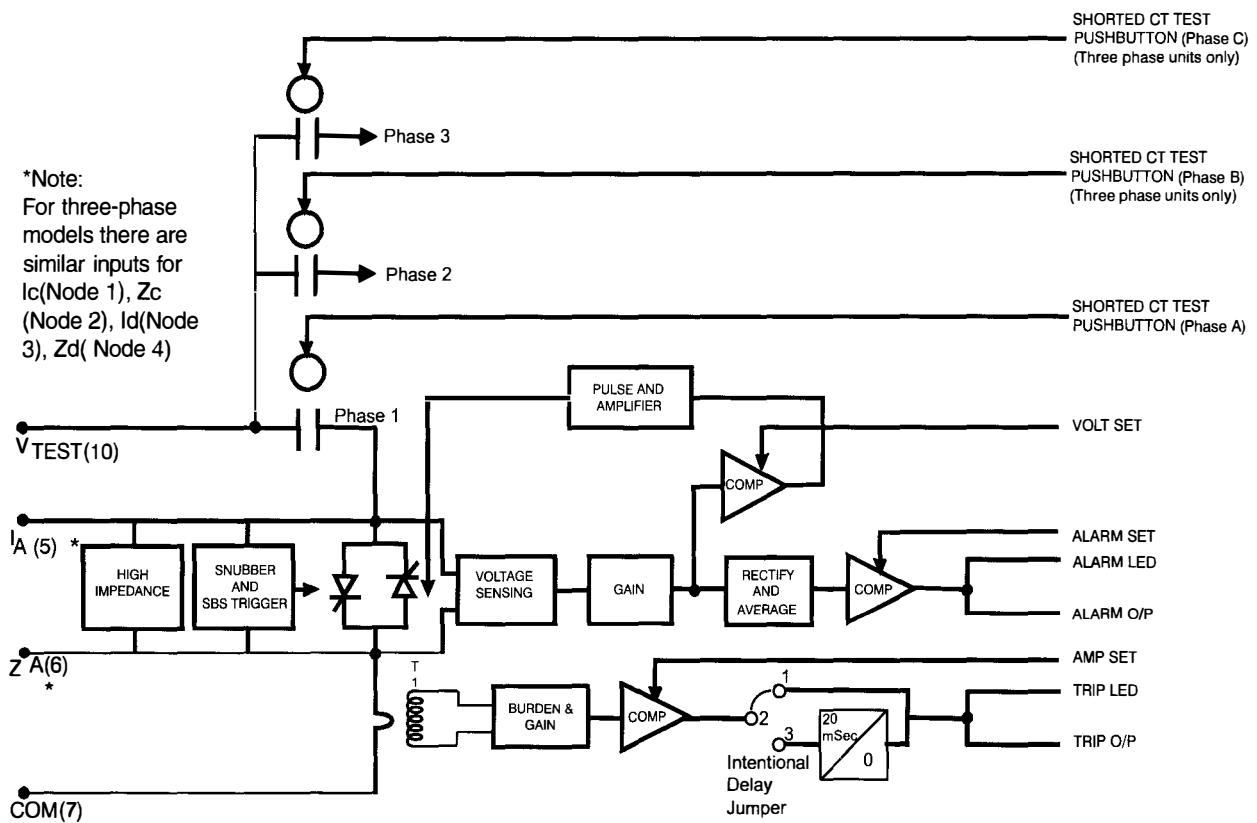 SHORTED CT TEST
PUSHBUTTON (Phase C)
(Three phase units only)
Phase 3
SHORTED CT TEST
PUSHBUTTON (Phase B)
(Three phase units only)
*Note:
For three-phase
models there are
similar inputs for
Ic(Node 1), Zc
(Node 2), Id(Node
3), Zd( Node 4)
Phase 2
SHORTED CT TEST
PUSHBUTTON (Phase A)
PULSE AND
AMPLIFIER
Phase 1
VOLT SET
V TEST(10)
COMP
IA (5) *
HIGH
IMPEDANCE
SNUBBER
AND
SBS TRIGGER
VOLTAGE
SENSING
GAIN
RECTIFY
AND
AVERAGE
COMP
ALARM SET
ALARM LED
ALARM O/P
Z A(6)
*
T
1
BURDEN &
GAIN
COMP
AMP SET
1
2
3
20
mSec
0
TRIP LED
TRIP O/P
Intentional
Delay
Jumper
COM(7)